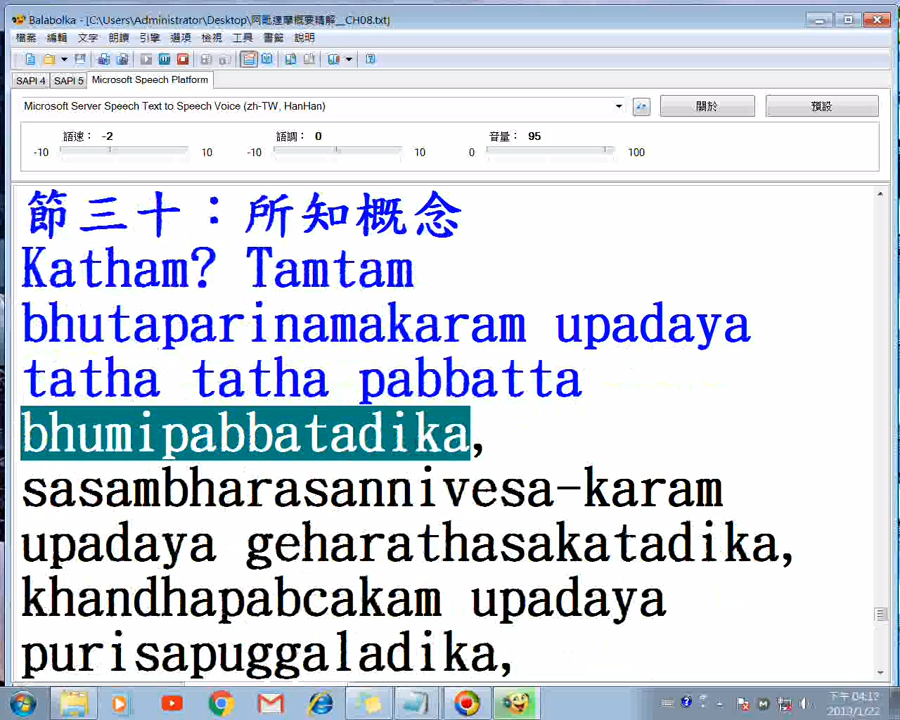 Balabolka - [C:\Users\Administrator\Desktop\阿毗達摩概要精解__CH08.txt]
檔案 編輯 文字 朗讀 引擎 選項 檢視 工具 書籤 說明
SAPI 4 SAPI 5 Microsoft Speech Platform
Microsoft Server Speech Text to Speech Voice (zh-TW, HanHan) 關於 預設
語速： -2 語調： 0 音量： 95
-10 10 -10 10 0 100
節三十：所知概念
Katham? Tamtam
bhutaparinamakaram upadaya
tatha tatha pabbatta
bhumipabbatadika,
sasambharasannivesa-karam
upadaya geharathasakatadika,
khandhapabcakam upadaya
purisapuggaladika,
下午 04:12
2019/1/22